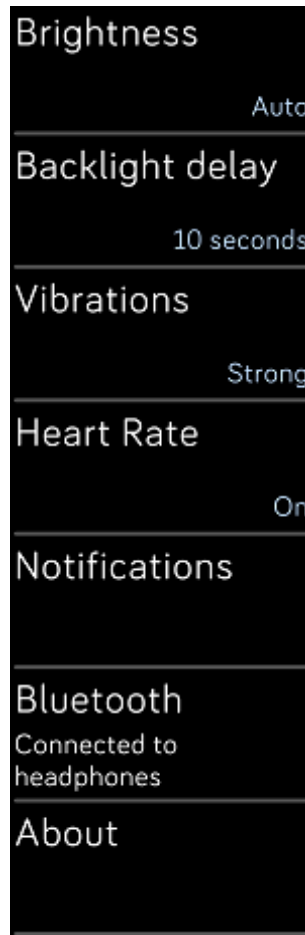 Brightness
Auto
Backlight delay
10 seconds
Vibrations
Strong
Heart Rate
On
Notifications
Bluetooth
Connected to
headphones
About